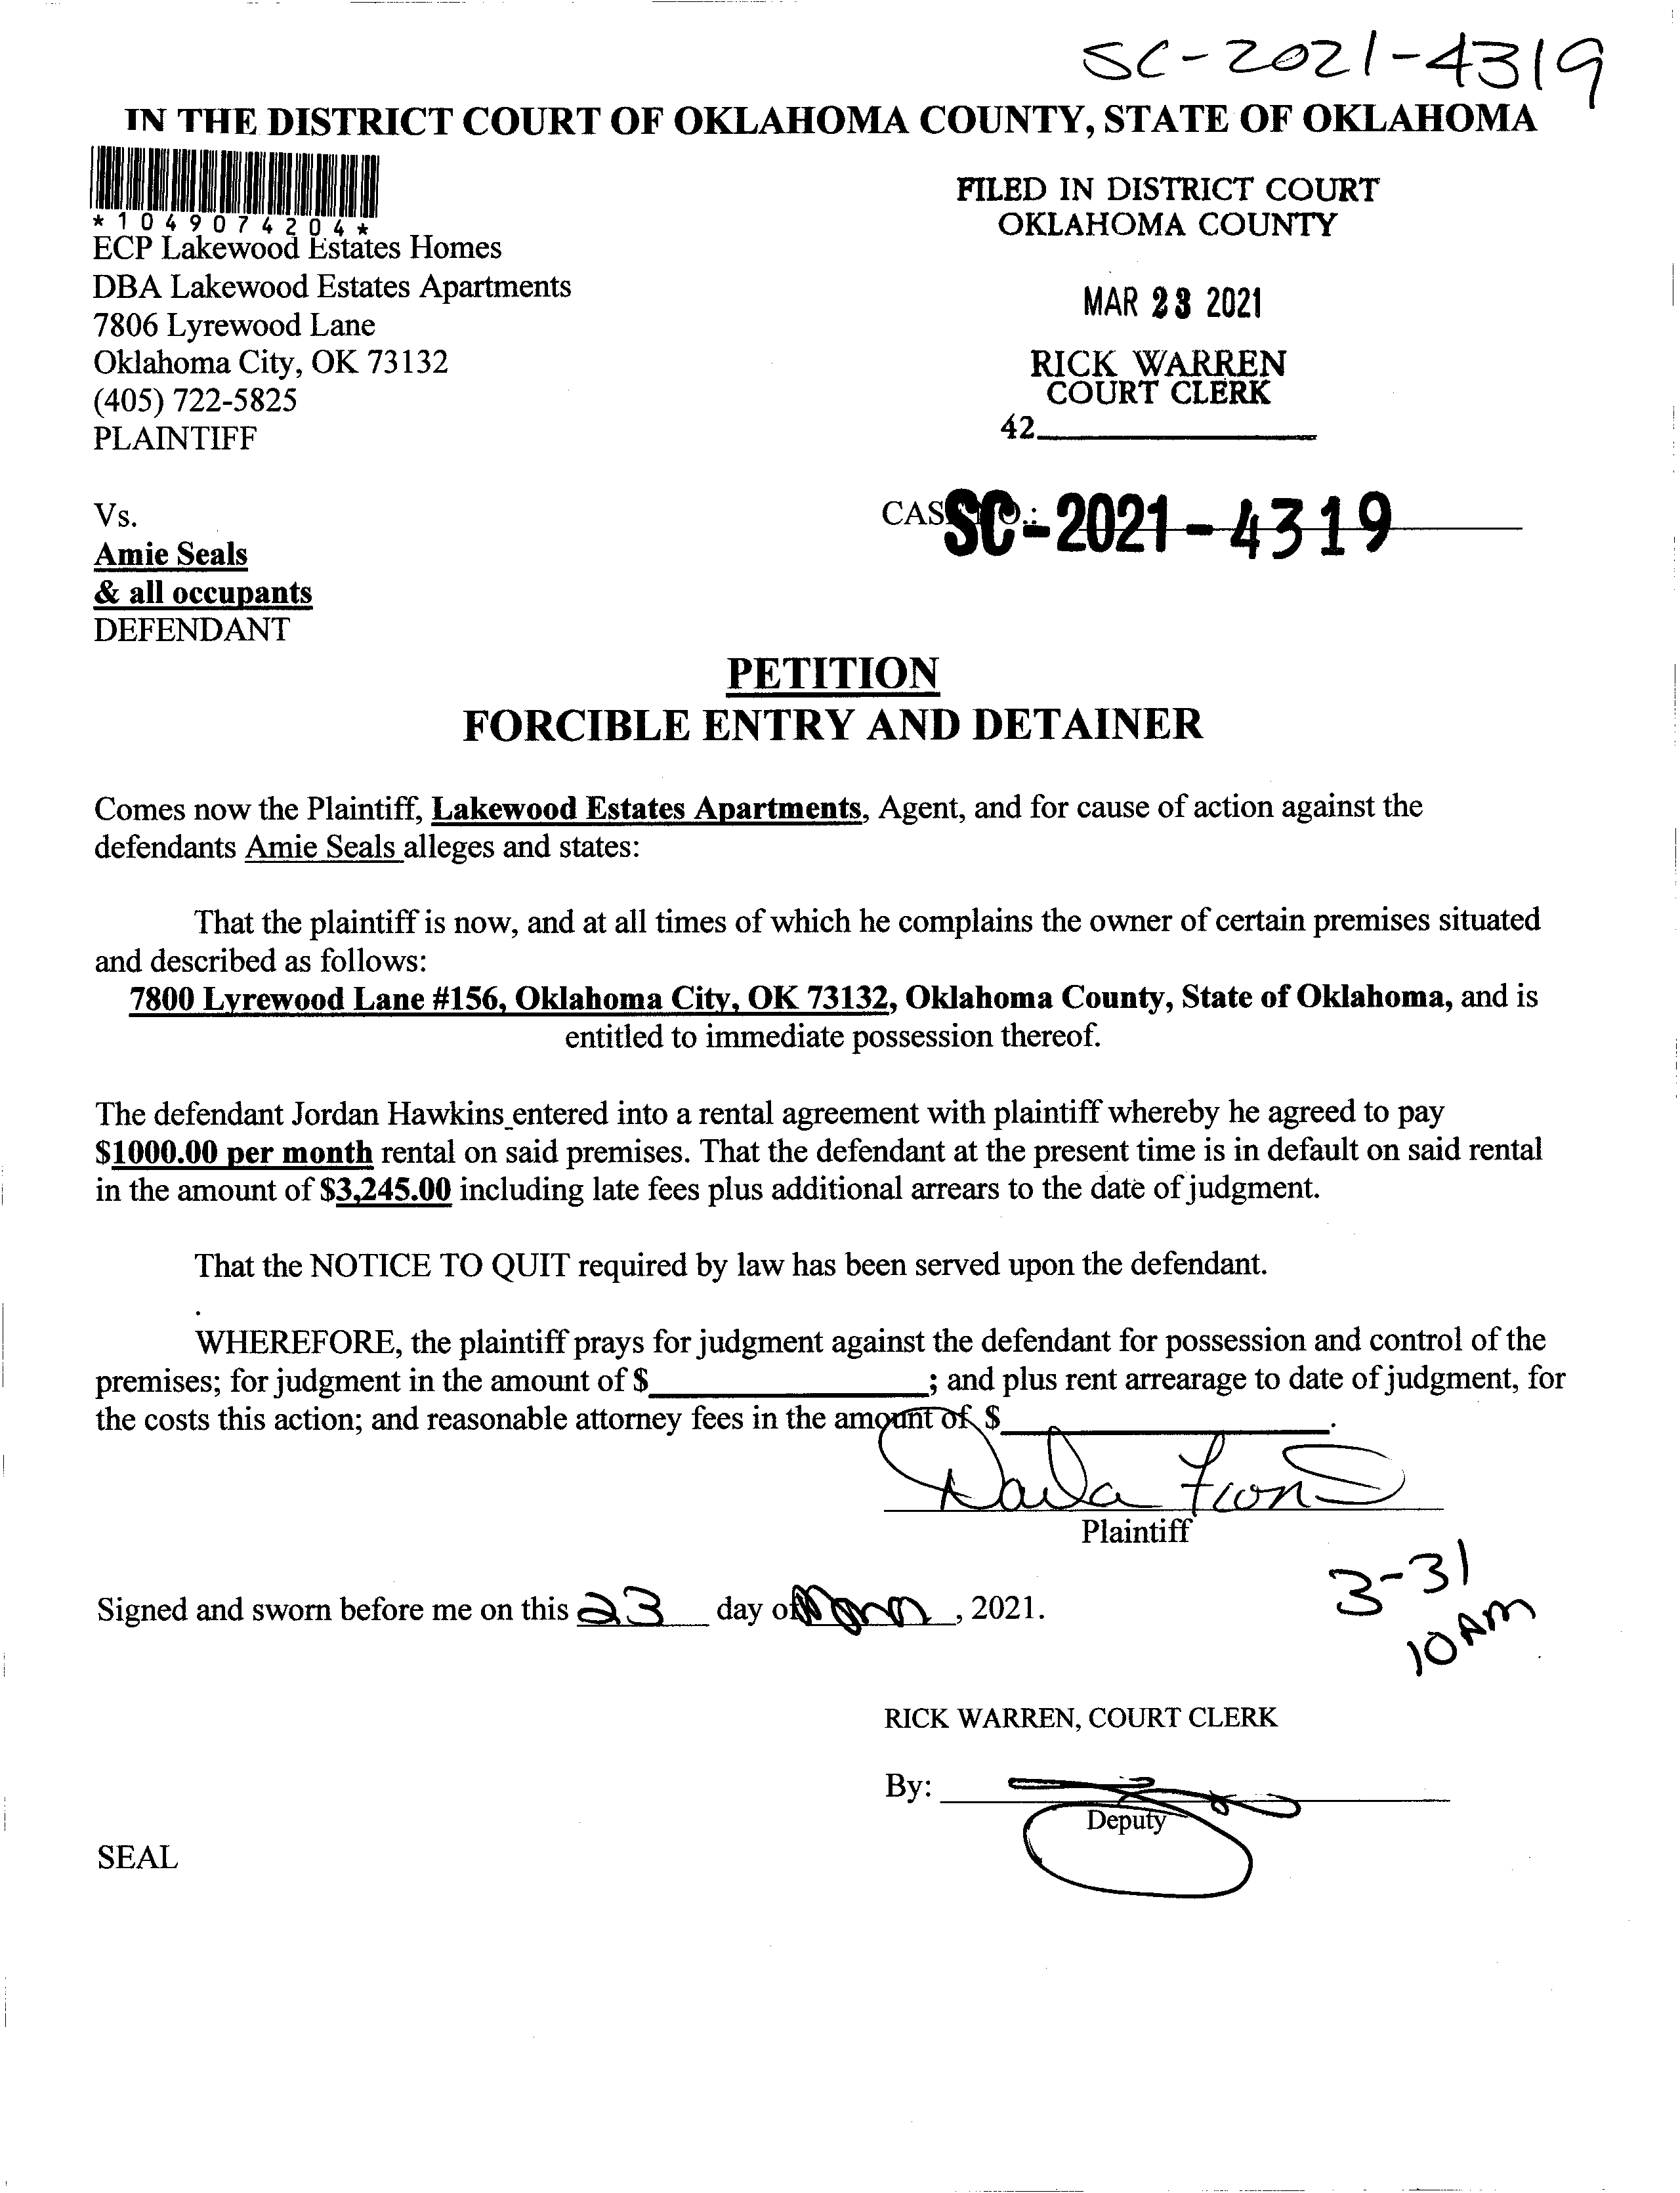 SC-2021-4319
IN THE DISTRICT COURT OF OKLAHOMA COUNTY, STATE OF OKLAHOMA
*1049074204*
ECP Lakewood Estates Homes
DBA Lakewood Estates Apartments
7806 Lyrewood Lane
Oklahoma City, OK 73132
(405) 722-5825
PLAINTIFF
FILED IN DISTRICT COURT
OKLAHOMA COUNTY
MAR 23 2021
RICK WARREN
COURT CLERK
42
Vs.
Amie Seals
& all occupants
DEFENDANT
SC-2021-4319
PETITION
FORCIBLE ENTRY AND DETAINER
Comes now the Plaintiff, Lakewood Estates Apartments, Agent, and for cause of action against the
defendants Amie Seals alleges and states:
That the plaintiff is now, and at all times of which he complains the owner of certain premises situated
and described as follows:
7800 Lyrewood Lane #156, Oklahoma City, OK 73132, Oklahoma County, State of Oklahoma, and is
entitled to immediate possession thereof.
The defendant Jordan Hawkins entered into a rental agreement with plaintiff whereby he agreed to pay
$1000.00 per month rental on said premises. That the defendant at the present time is in default on said rental
in the amount of $3,245.00 including late fees plus additional arrears to the date of judgment.
That the NOTICE TO QUIT required by law has been served upon the defendant.
.
WHEREFORE, the plaintiff prays for judgment against the defendant for possession and control of the
premises; for judgment in the amount of $ ; and plus rent arrearage to date of judgment, for
the costs this action; and reasonable attorney fees in the amount of $ .
Plaintiff
3-31
10 AM
Signed and sworn before me on this 23 day of , 2021.
RICK WARREN, COURT CLERK
By:
Deputy
SEAL